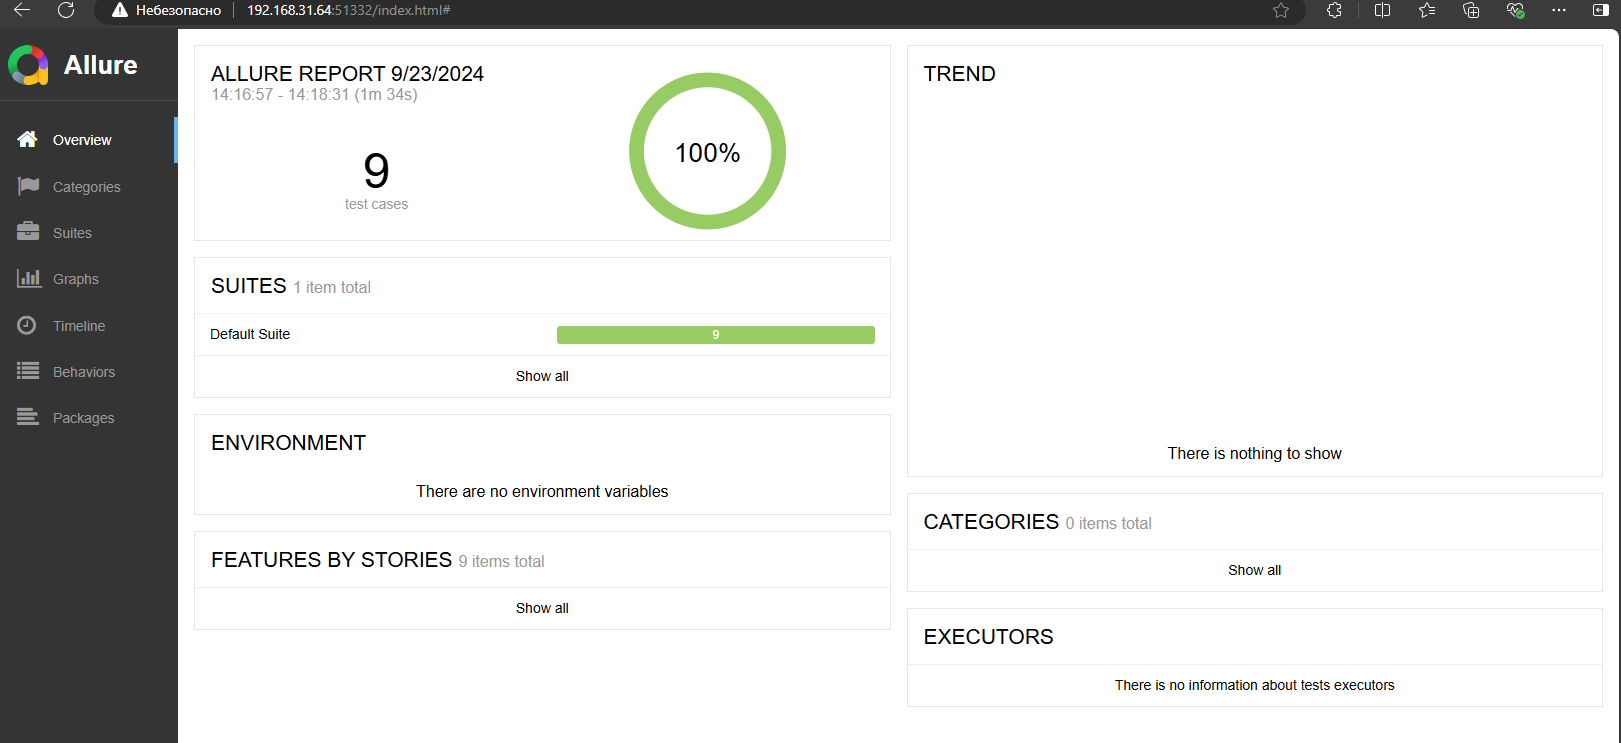 Небезопасно
192.168.31.64:51332/index.html#
Allure
Overview
Categories
Suites
Graphs
Timeline
Behaviors
Packages
ALLURE REPORT 9/23/2024
14:16:57 - 14:18:31 (1m 34s)
9
test cases
100%
SUITES 1 item total
Default Suite
9
Show all
ENVIRONMENT
There are no environment variables
FEATURES BY STORIES 9 items total
Show all
TREND
There is nothing to show
CATEGORIES 0 items total
Show all
EXECUTORS
There is no information about tests executors